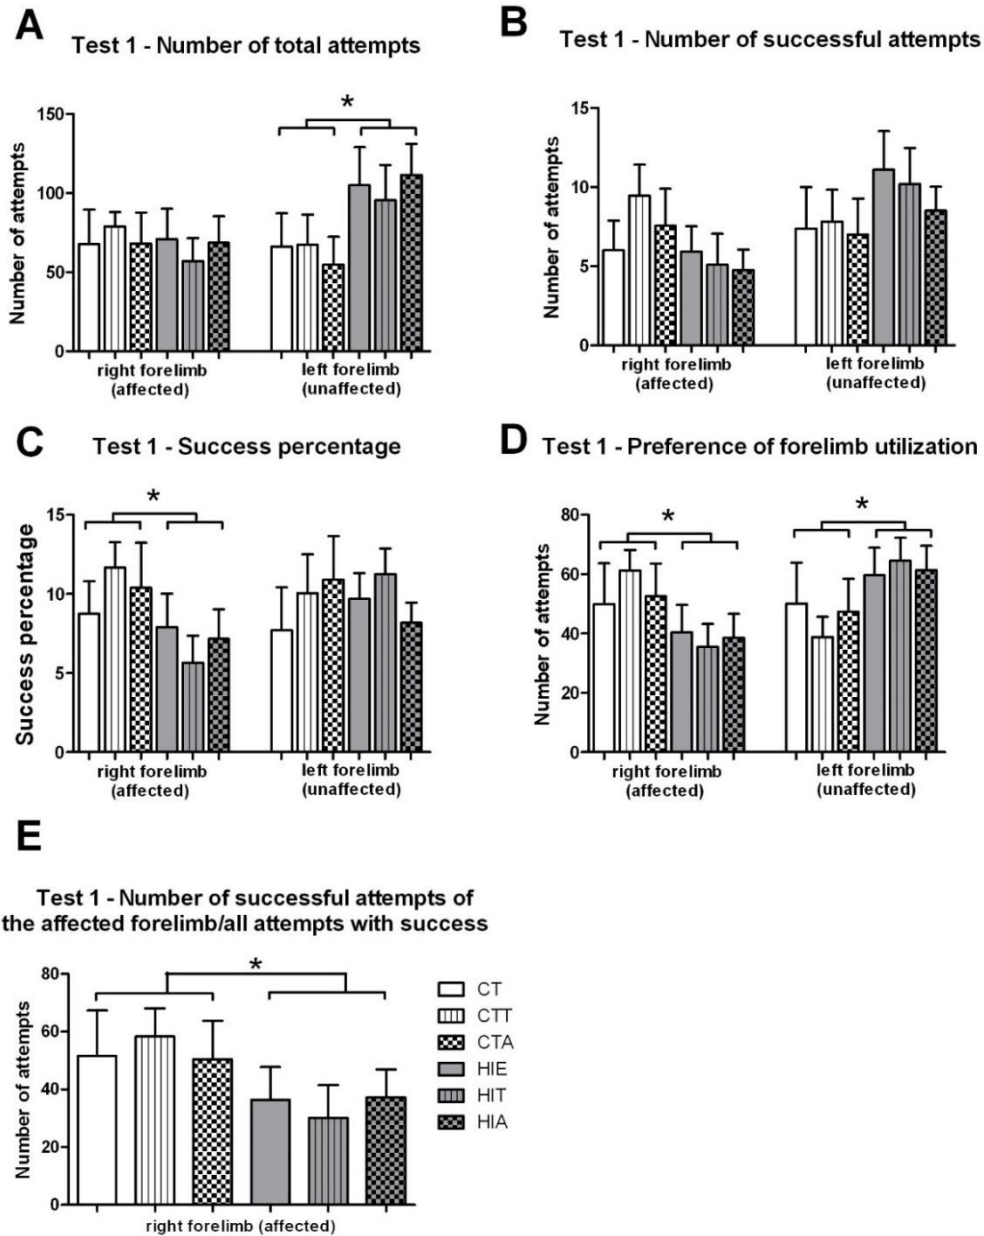 A
Test 1 - Number of total attempts
Number of attempts
150
100
50
0
*
right forelimb
(affected)
left forelimb
(unaffected)
B
Test 1 - Number of successful attempts
Number of attempts
15
10
5
0
right forelimb
(affected)
left forelimb
(unaffected)
C
Test 1 - Success percentage
Success percentage
15
10
5
0
*
right forelimb
(affected)
left forelimb
(unaffected)
D
Test 1 - Preference of forelimb utilization
Number of attempts
80
60
40
20
0
*
*
right forelimb
(affected)
left forelimb
(unaffected)
E
Test 1 - Number of successful attempts of
the affected forelimb/all attempts with success
Number of attempts
80
60
40
20
0
*
right forelimb (affected)
CT
CTT
CTA
HIE
HIT
HIA